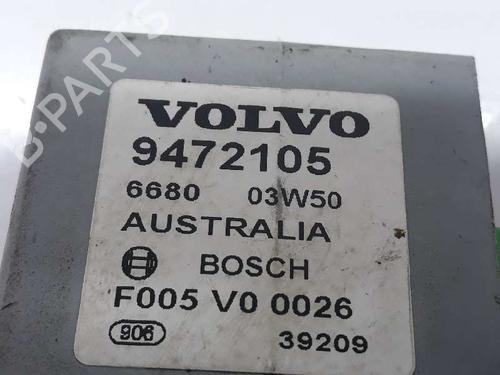 B-PARTS
VOLVO
9472105
6680 03W50
AUSTRALIA
BOSCH
F005 V0 0026
906 39209